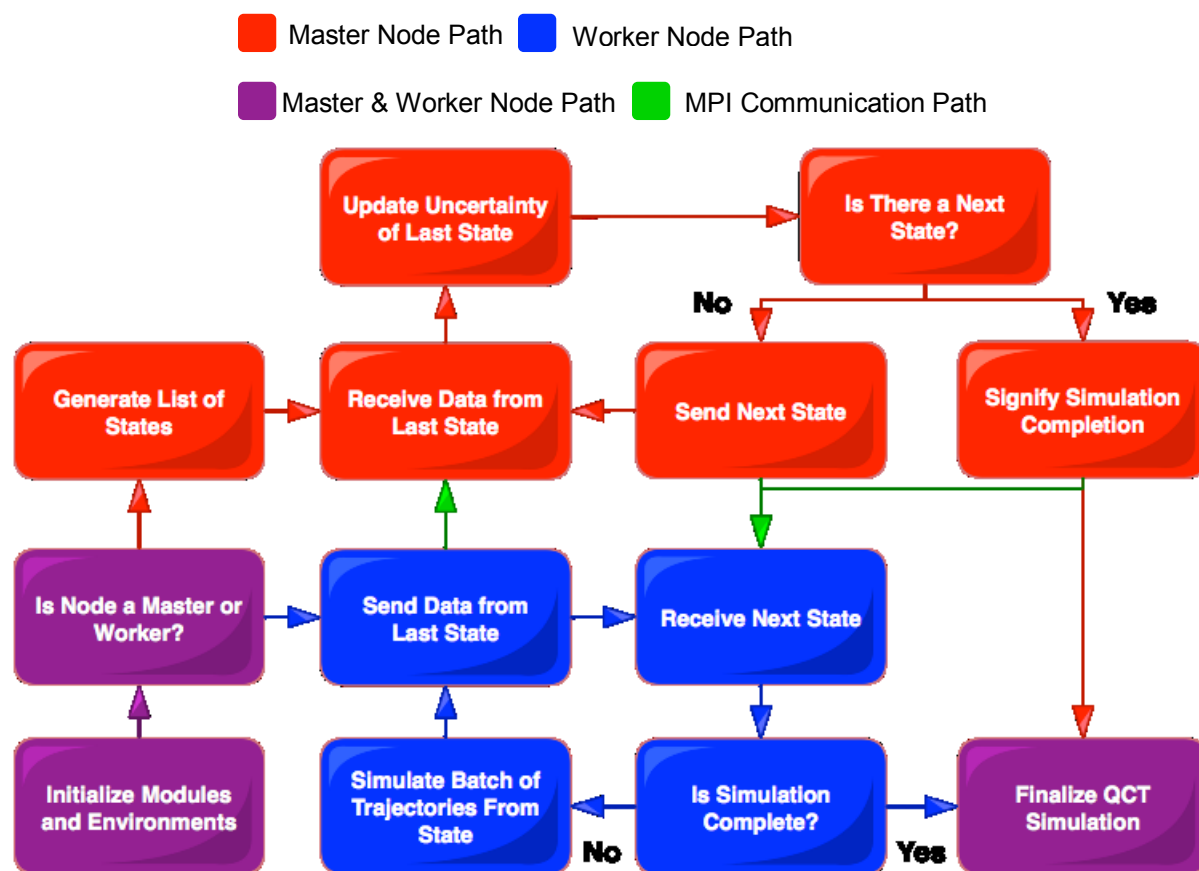 Master Node Path
Worker Node Path
Master & Worker Node Path
MPI Communication Path
Update Uncertainty
of Last State
Is There a Next
State?
No
Yes
Generate List of
States
Receive Data from
Last State
Send Next State
Signify Simulation
Completion
Is Node a Master or
Worker?
Send Data from
Last State
Receive Next State
Initialize Modules
and Environments
Simulate Batch of
Trajectories From
State
Is Simulation
Complete?
Finalize QCT
Simulation
No
Yes